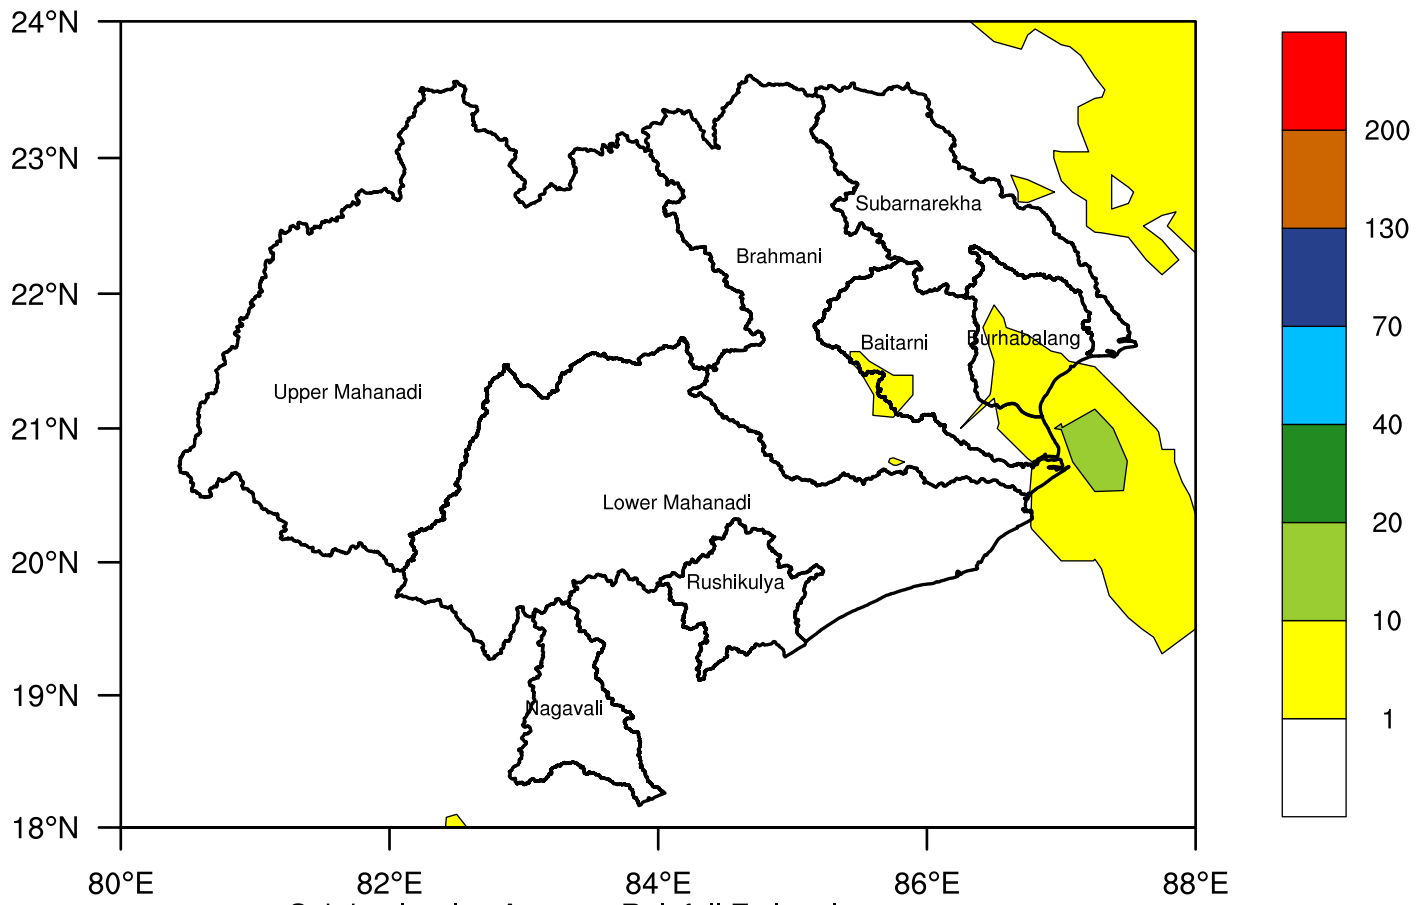 24°N
23°N
22°N
21°N
20°N
19°N
18°N
80°E 82°E 84°E 86°E 88°E
Subarnarekha
Brahmani
Baitarni
Burhabalang
Upper Mahanadi
Lower Mahanadi
Rushikulya
Nagavali
200
130
70
40
20
10
1